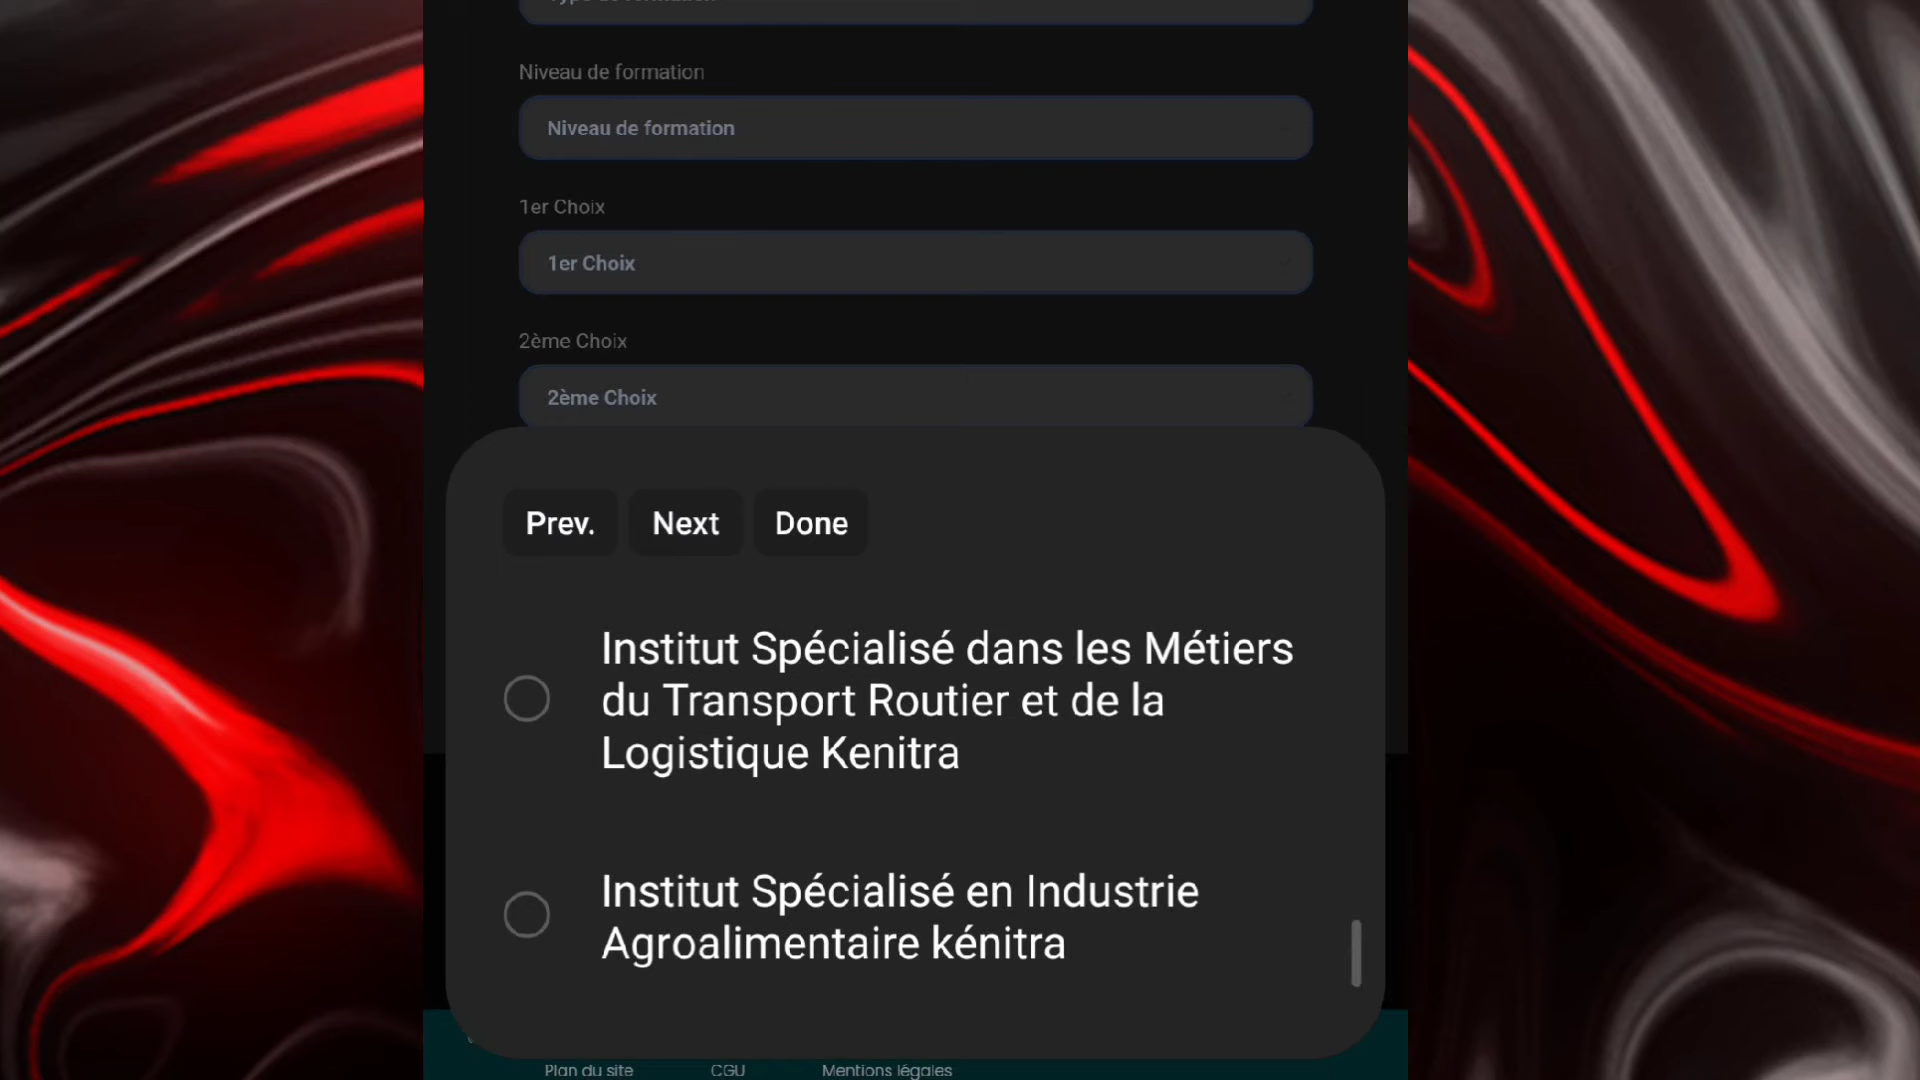 Niveau de formation
Niveau de formation
1er Choix
1er Choix
2ème Choix
2ème Choix
Prev. Next Done
Institut Spécialisé dans les Métiers
du Transport Routier et de la
Logistique Kenitra
Institut Spécialisé en Industrie
Agroalimentaire kénitra
Plan du site CGU Mentions légales